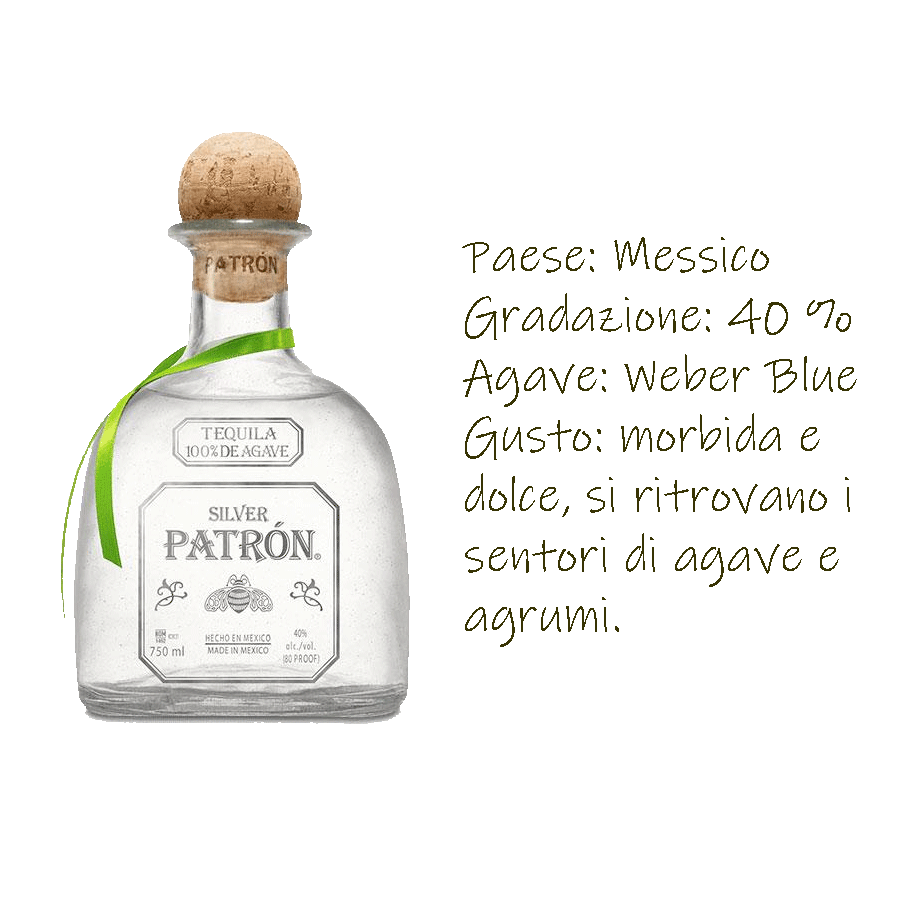 PATRÓN
TEQUILA
100% DE AGAVE
SILVER
PATRÓN®
HECHO EN MEXICO
MADE IN MEXICO
NOM
750 ml
40%
alc./vol.
(80 PROOF)
Paese: Messico
Gradazione: 40 %
Agave: Weber Blue
Gusto: morbida e
dolce, si ritrovano i
sentori di agave e
agrumi.